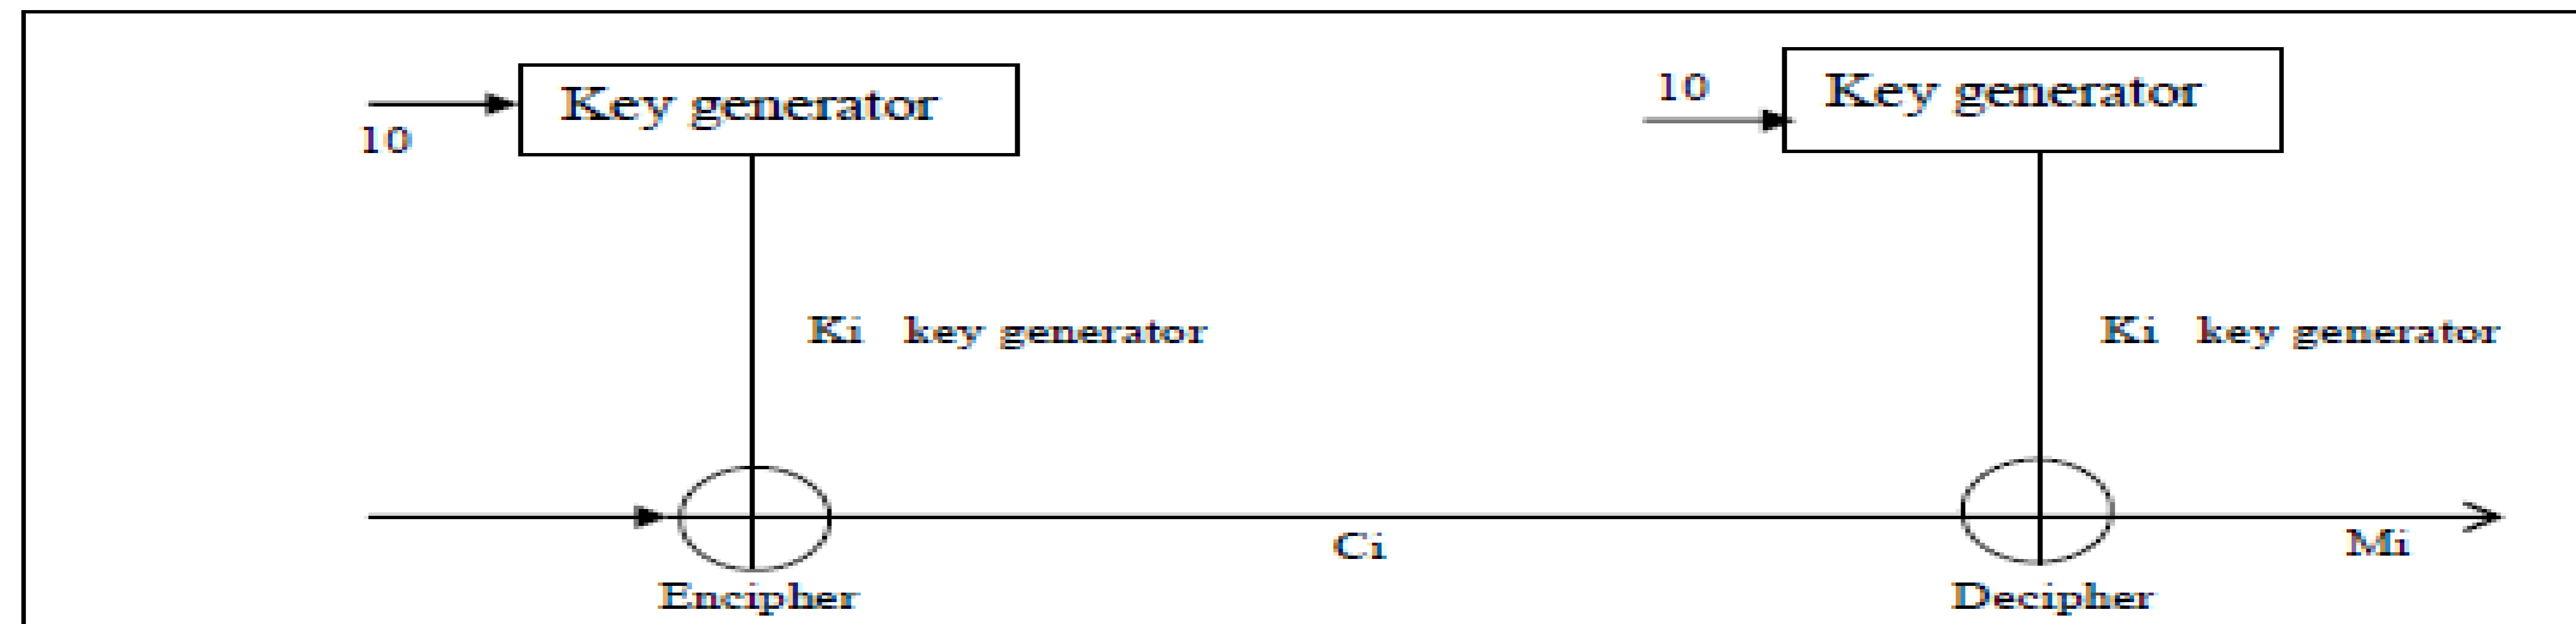 Key generator
10
10
Key generator
Ki key generator
Ki key generator
Ci
Mi
Encipher
Decipher